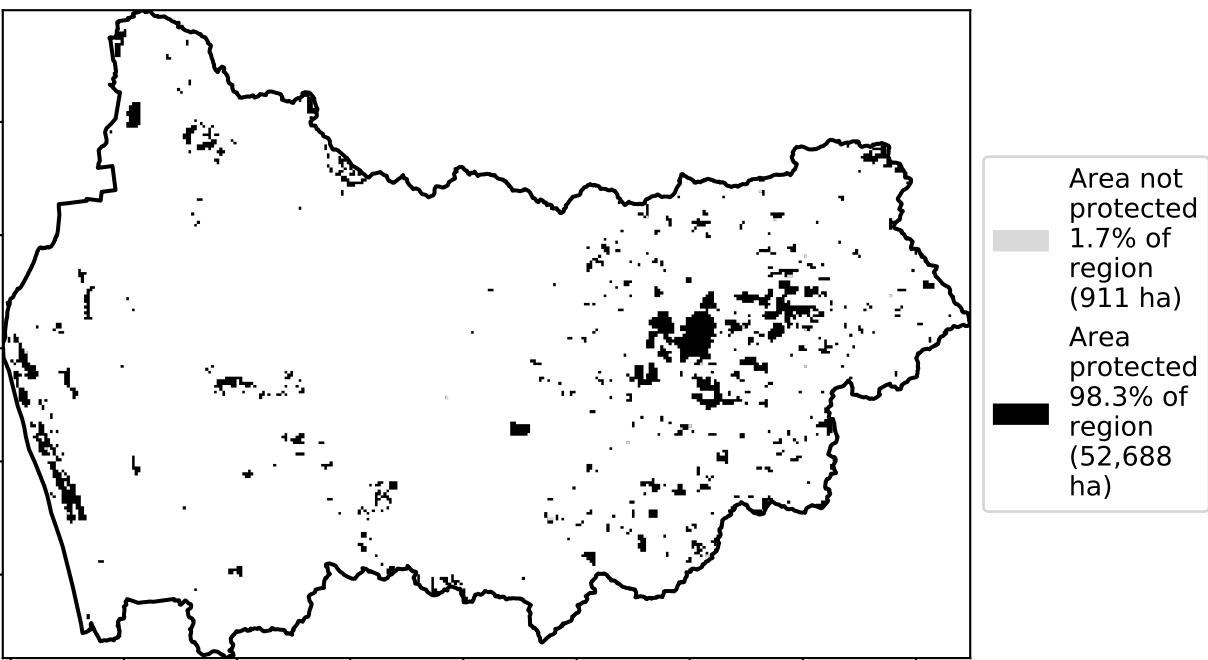 Area not
protected
1.7% of
region
(911 ha)
Area
protected
98.3% of
region
(52,688
ha)